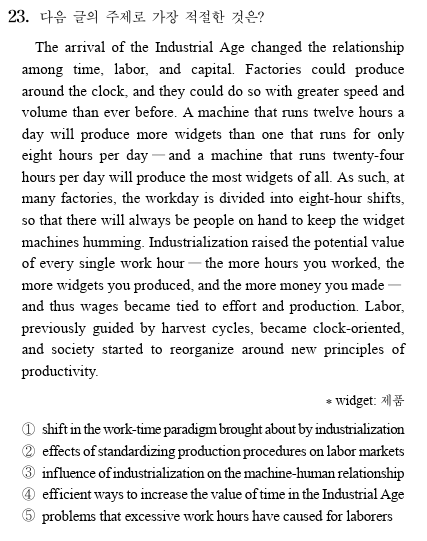 23. 다음 글의 주제로 가장 적절한 것은?
The arrival of the Industrial Age changed the relationship
among time, labor, and capital. Factories could produce
around the clock, and they could do so with greater speed and
volume than ever before. A machine that runs twelve hours a
day will produce more widgets than one that runs for only
eight hours per day — and a machine that runs twenty-four
hours per day will produce the most widgets of all. As such, at
many factories, the workday is divided into eight-hour shifts,
so that there will always be people on hand to keep the widget
machines humming. Industrialization raised the potential value
of every single work hour — the more hours you worked, the
more widgets you produced, and the more money you made —
and thus wages became tied to effort and production. Labor,
previously guided by harvest cycles, became clock-oriented,
and society started to reorganize around new principles of
productivity.
* widget: 제품
① shift in the work-time paradigm brought about by industrialization
② effects of standardizing production procedures on labor markets
③ influence of industrialization on the machine-human relationship
④ efficient ways to increase the value of time in the Industrial Age
⑤ problems that excessive work hours have caused for laborers